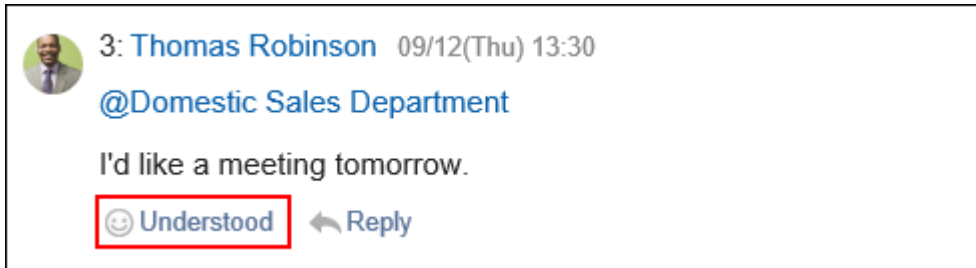 3: Thomas Robinson 09/12(Thu) 13:30
@Domestic Sales Department
I'd like a meeting tomorrow.
Understood Reply